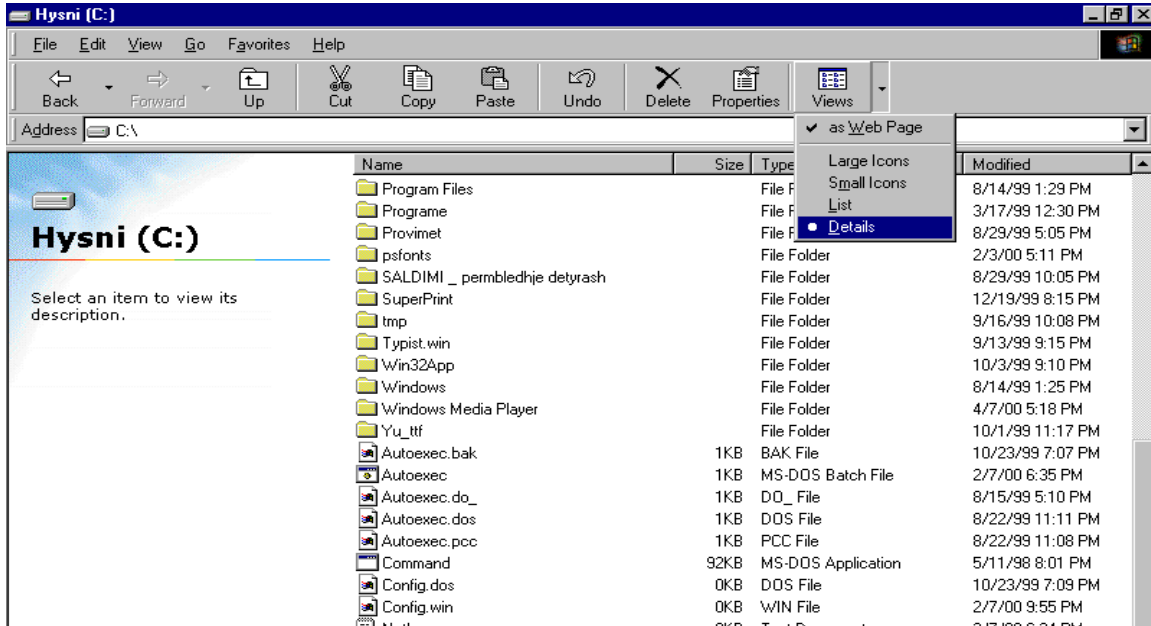 Hysni (C:)
File Edit View Go Favorites Help
Back Forward Up Cut Copy Paste Undo Delete Properties Views
Address C:\
as Web Page
Large Icons
Small Icons
List
Details
Hysni (C:)
Select an item to view its
description.
Name Size Type Modified
Program Files File F 8/14/99 1:29 PM
Programe File F 3/17/99 12:30 PM
Provimet File F 8/29/99 5:05 PM
psfonts File Folder 2/3/00 5:11 PM
SALDIMI _ permbledhje detyrash File Folder 8/29/99 10:05 PM
SuperPrint File Folder 12/19/99 8:15 PM
tmp File Folder 9/16/99 10:08 PM
Typist.win File Folder 9/13/99 9:15 PM
Win32App File Folder 10/3/99 9:10 PM
Windows File Folder 8/14/99 1:25 PM
Windows Media Player File Folder 4/7/00 5:18 PM
Yu_ttf File Folder 10/1/99 11:17 PM
Autoexec.bak 1KB BAK File 10/23/99 7:07 PM
Autoexec 1KB MS-DOS Batch File 2/7/00 6:35 PM
Autoexec.do_ 1KB DO_ File 8/15/99 5:10 PM
Autoexec.dos 1KB DOS File 8/22/99 11:11 PM
Autoexec.pcc 1KB PCC File 8/22/99 11:08 PM
Command 92KB MS-DOS Application 5/11/98 8:01 PM
Config.dos 0KB DOS File 10/23/99 7:09 PM
Config.win 0KB WIN File 2/7/00 9:55 PM